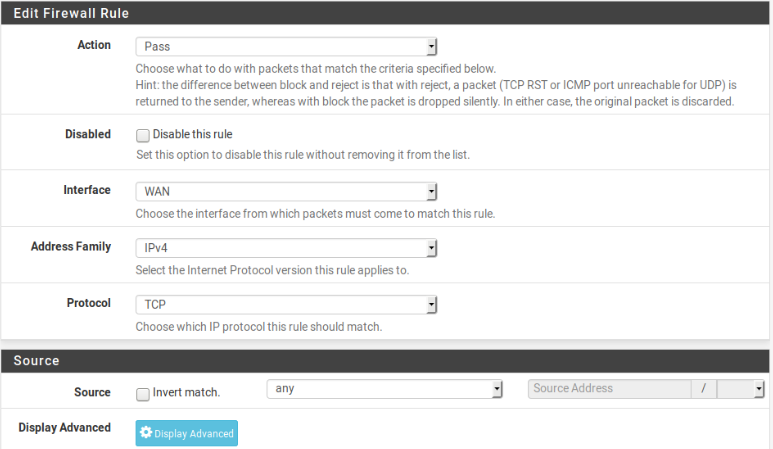 Edit Firewall Rule
Action
Pass
Choose what to do with packets that match the criteria specified below.
Hint: the difference between block and reject is that with reject, a packet (TCP RST or ICMP port unreachable for UDP) is
returned to the sender, whereas with block the packet is dropped silently. In either case, the original packet is discarded.
Disabled
Disable this rule
Set this option to disable this rule without removing it from the list.
Interface
WAN
Choose the interface from which packets must come to match this rule.
Address Family
IPv4
Select the Internet Protocol version this rule applies to.
Protocol
TCP
Choose which IP protocol this rule should match.
Source
Source
Invert match.
any
Source Address
/
Display Advanced
Display Advanced